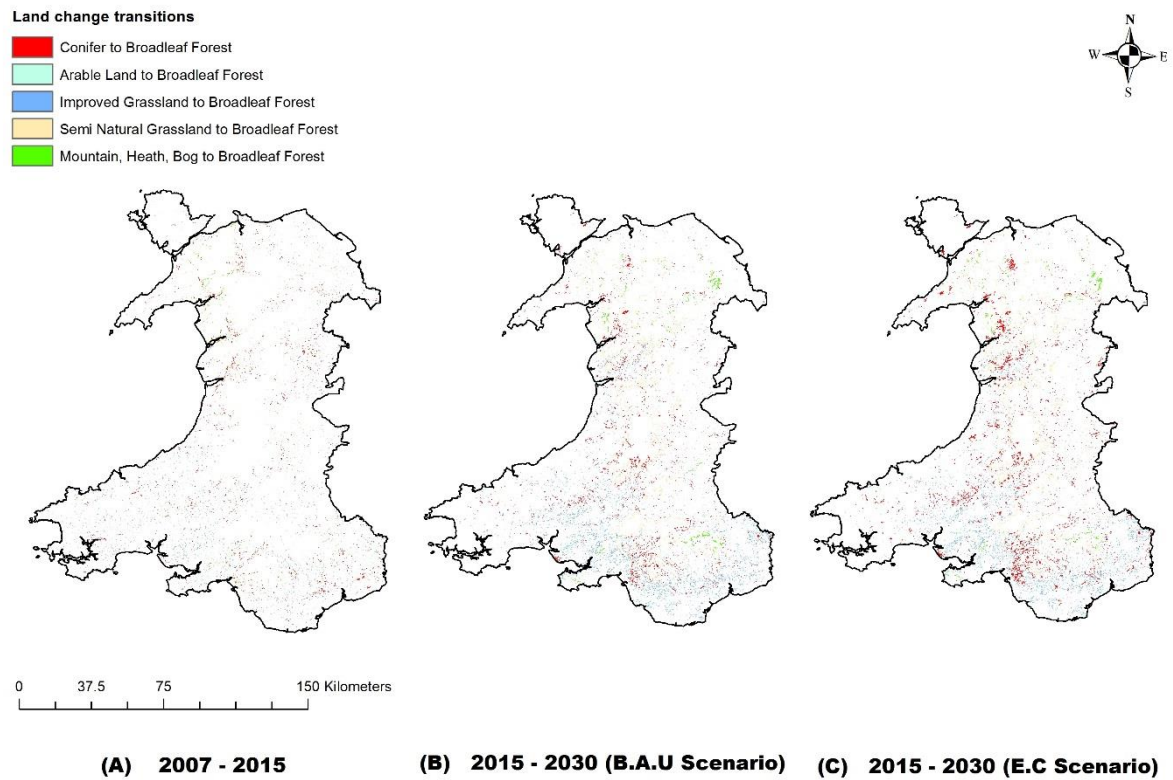 Land change transitions
Conifer to Broadleaf Forest
Arable Land to Broadleaf Forest
Improved Grassland to Broadleaf Forest
Semi Natural Grassland to Broadleaf Forest
Mountain, Heath, Bog to Broadleaf Forest
N
W E
S
0 37.5 75 150 Kilometers
(A) 2007 - 2015
(B) 2015 - 2030 (B.A.U Scenario)
(C) 2015 - 2030 (E.C Scenario)